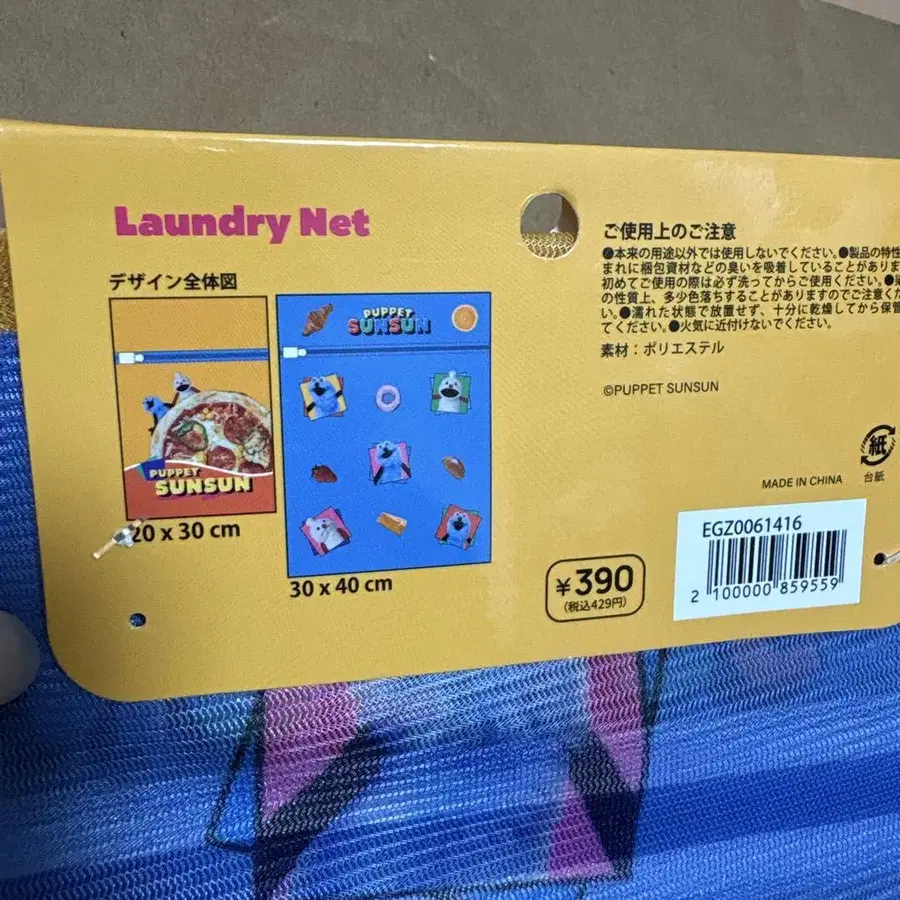 Laundry Net
デザイン全体図
PUPPET
SUNSUN
20 x 30 cm
PUPPET
SUNSUN
30 x 40 cm
ご使用上のご注意
●本来の用途以外では使用しないでください。●製品の特性
まれに梱包資材などの臭いを吸着していることがありま
初めてご使用の際は必ず洗ってからご使用ください。●
の性質上、多少色落ちすることがありますのでご注意くだ
い。●濡れた状態で放置せず、十分に乾燥してから保管
てください。●火気に近付けないでください。
素材：ポリエステル
©PUPPET SUNSUN
紙
台紙
MADE IN CHINA
¥390
(税込429円)
EGZ0061416
2 100000 859559